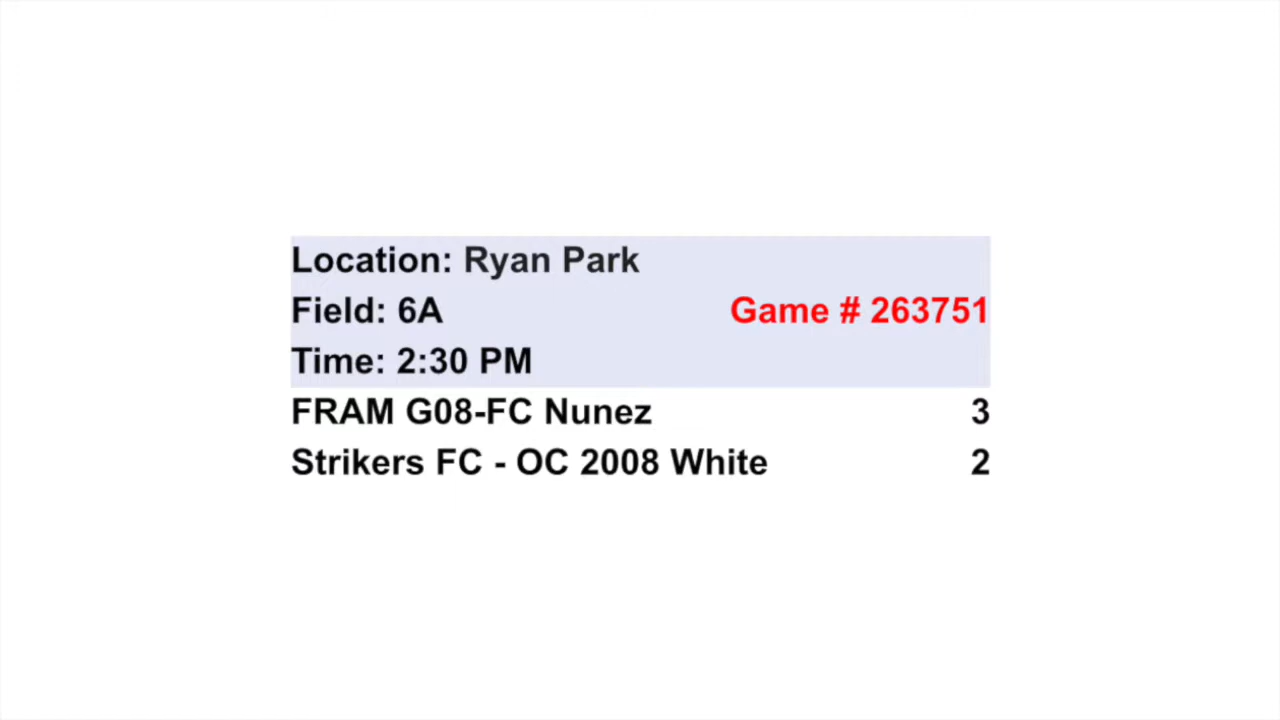 Location: Ryan Park
Field: 6A Game # 263751
Time: 2:30 PM
FRAM G08-FC Nunez 3
Strikers FC - OC 2008 White 2